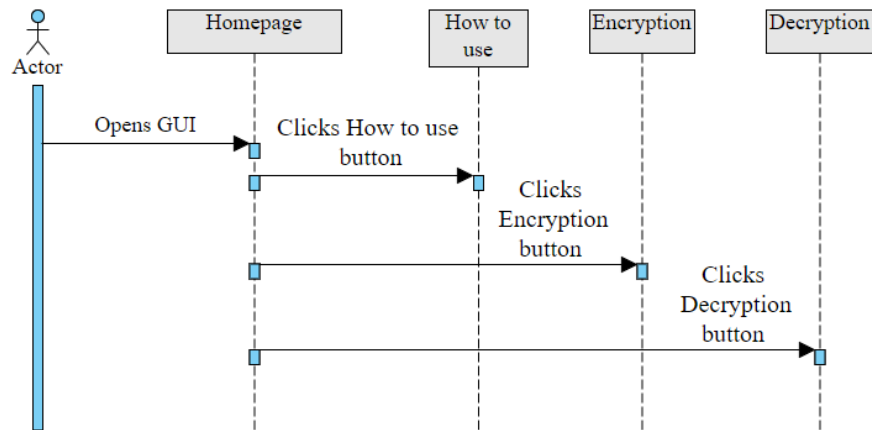 Homepage
How to
use
Encryption
Decryption
Actor
Opens GUI
Clicks How to use
button
Clicks
Encryption
button
Clicks
Decryption
button